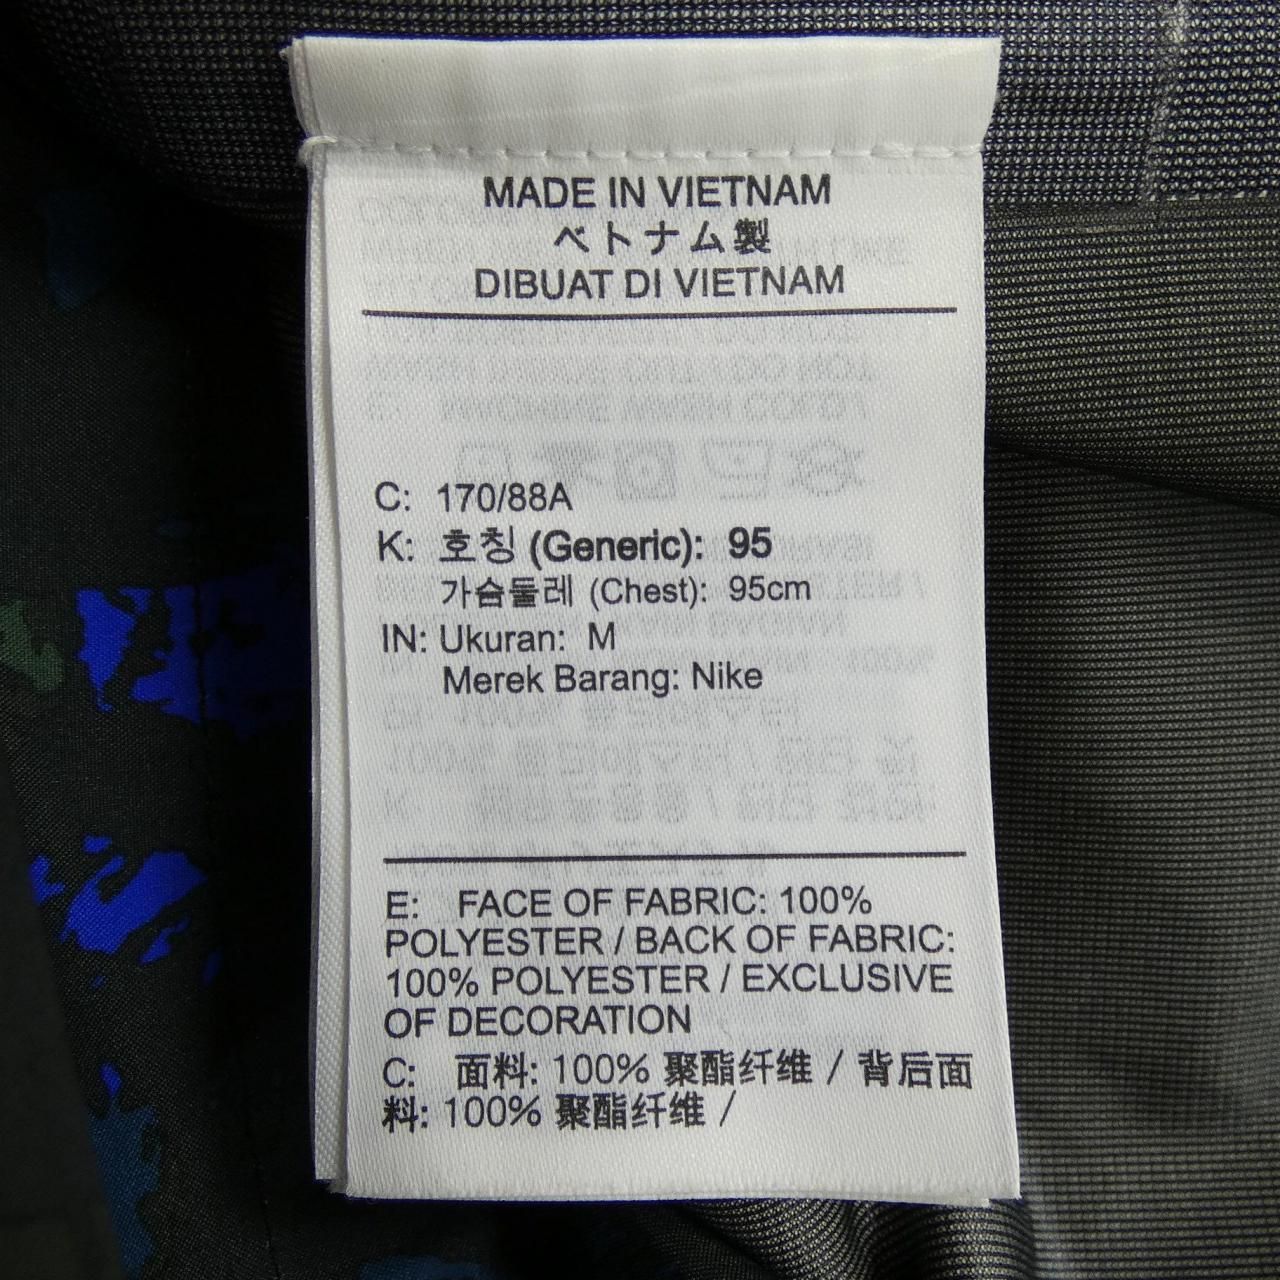 MADE IN VIETNAM
ベトナム製
DIBUAT DI VIETNAM
C: 170/88A
K: 호칭 (Generic): 95
가슴둘레 (Chest): 95cm
IN: Ukuran: M
Merek Barang: Nike
E: FACE OF FABRIC: 100%
POLYESTER / BACK OF FABRIC:
100% POLYESTER / EXCLUSIVE
OF DECORATION
C: 面料: 100% 聚酯纤维 / 背后面
料: 100% 聚酯纤维 /